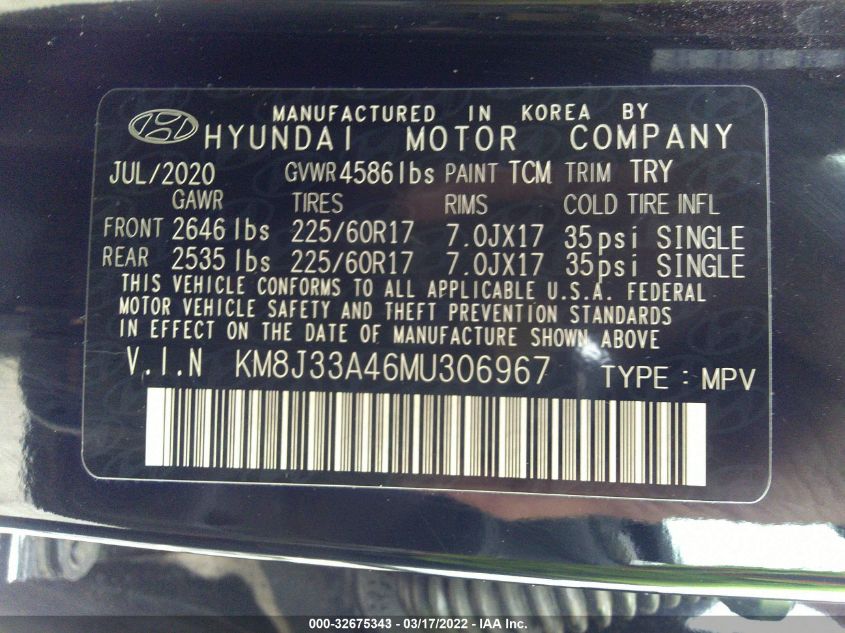 MANUFACTURED IN KOREA BY
HYUNDAI MOTOR COMPANY
JUL/2020 GVWR 4586lbs PAINT TCM TRIM TRY
GAWR TIRES RIMS COLD TIRE INFL
FRONT 2646 lbs 225/60R17 7.0JX17 35psi SINGLE
REAR 2535 lbs 225/60R17 7.0JX17 35psi SINGLE
THIS VEHICLE CONFORMS TO ALL APPLICABLE U.S.A. FEDERAL
MOTOR VEHICLE SAFETY AND THEFT PREVENTION STANDARDS
IN EFFECT ON THE DATE OF MANUFACTURE SHOWN ABOVE
V.I.N KM8J33A46MU306967 TYPE : MPV
000-32675343 — 03/17/2022 — IAA Inc.